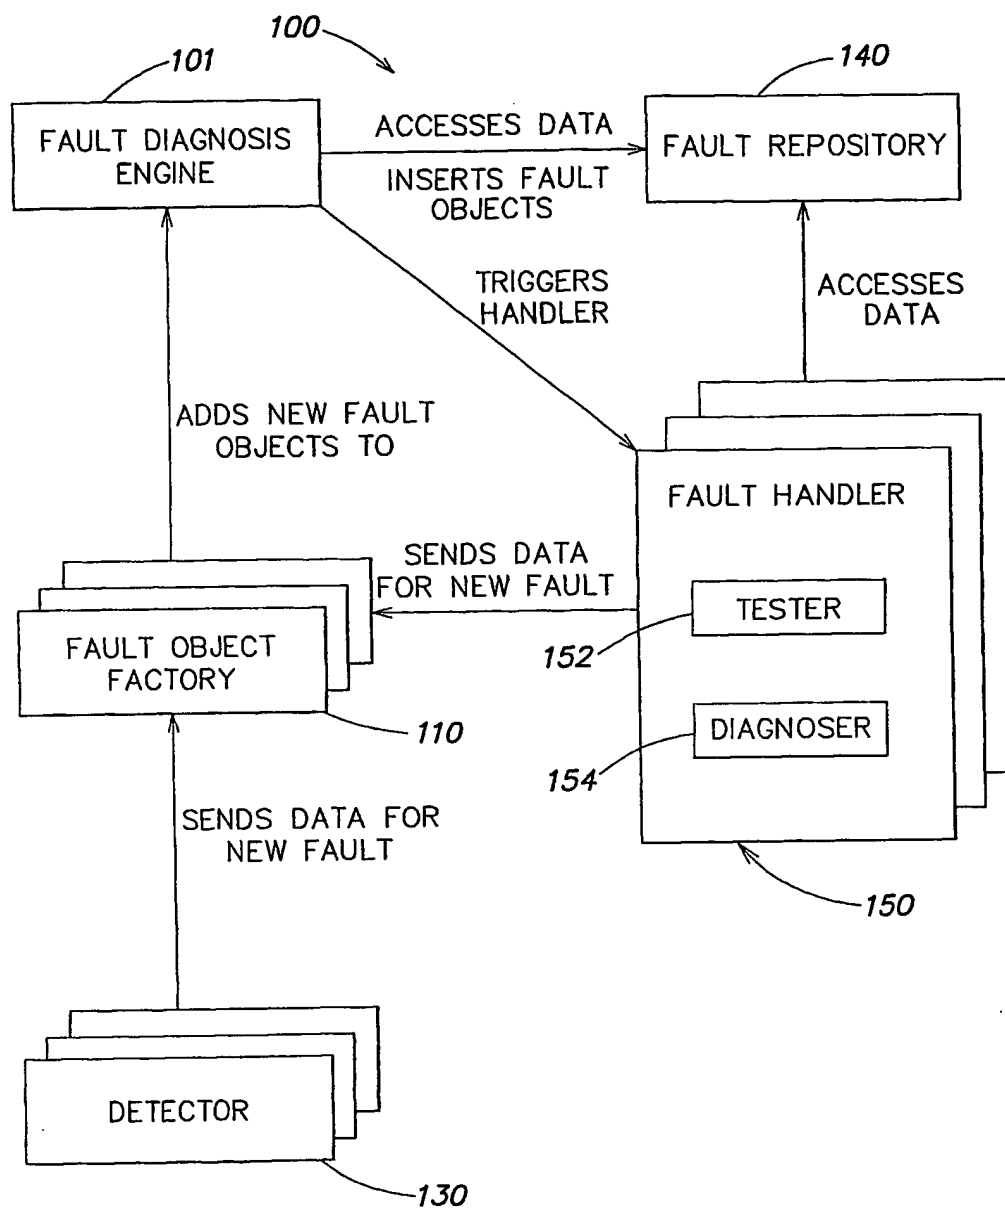 100
101
140
FAULT DIAGNOSIS
ENGINE
ACCESSES DATA
INSERTS FAULT
OBJECTS
FAULT REPOSITORY
TRIGGERS
HANDLER
ACCESSES
DATA
ADDS NEW FAULT
OBJECTS TO
FAULT HANDLER
SENDS DATA
FOR NEW FAULT
TESTER
152
FAULT OBJECT
FACTORY
110
DIAGNOSER
154
SENDS DATA FOR
NEW FAULT
150
DETECTOR
130